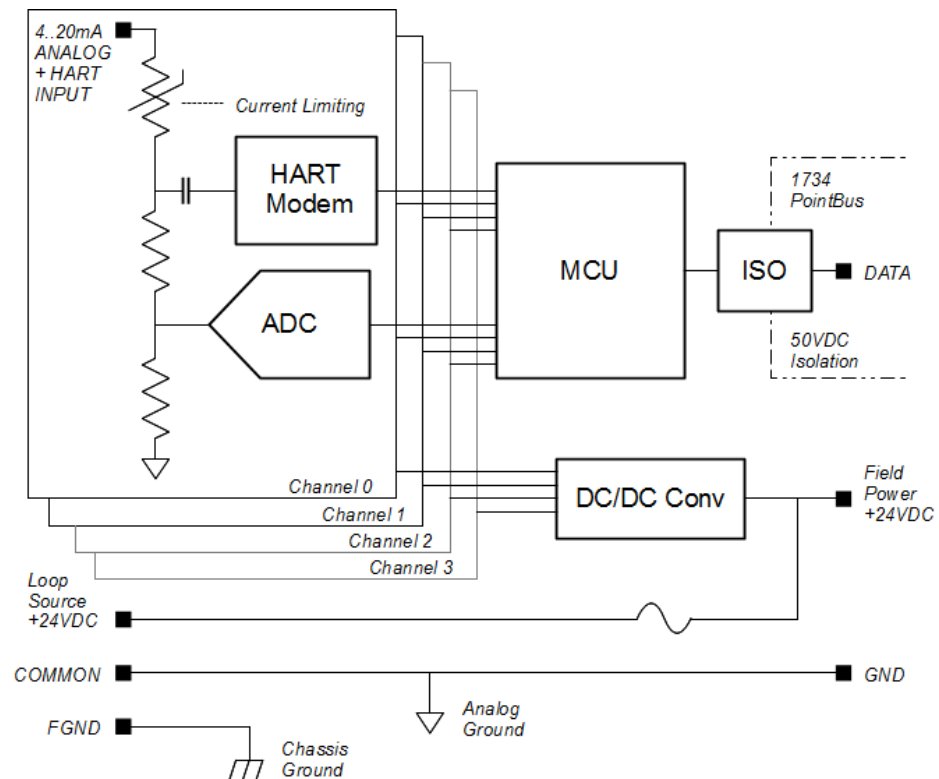 4..20mA
ANALOG
+ HART
INPUT
Current Limiting
HART
Modem
ADC
MCU
1734
PointBus
ISO
DATA
50VDC
Isolation
Channel 0
Channel 1
Channel 2
Channel 3
DC/DC Conv
Field
Power
+24VDC
Loop
Source
+24VDC
COMMON
GND
Analog
Ground
FGND
Chassis
Ground